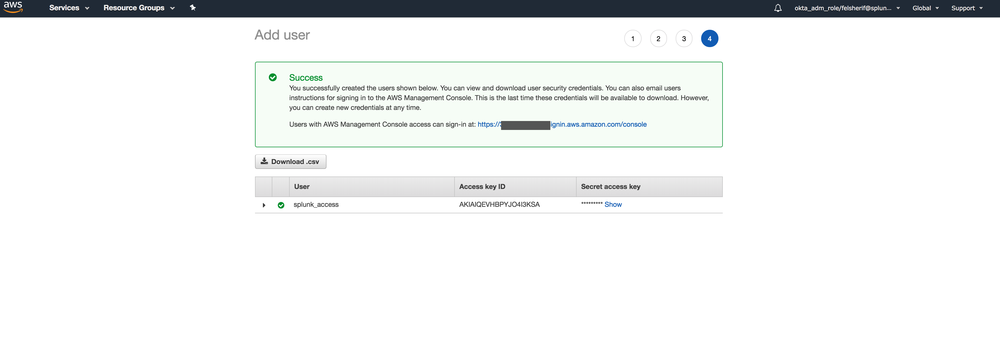 aws Services Resource Groups okta_adm_role/felsherif@splun... Global Support
Add user
1 2 3 4
Success
You successfully created the users shown below. You can view and download user security credentials. You can also email users
instructions for signing in to the AWS Management Console. This is the last time these credentials will be available to download. However,
you can create new credentials at any time.
Users with AWS Management Console access can sign-in at: https://3 ignin.aws.amazon.com/console
Download .csv
User Access key ID Secret access key
splunk_access AKIAIQEVHBPYJO4I3KSA ********* Show